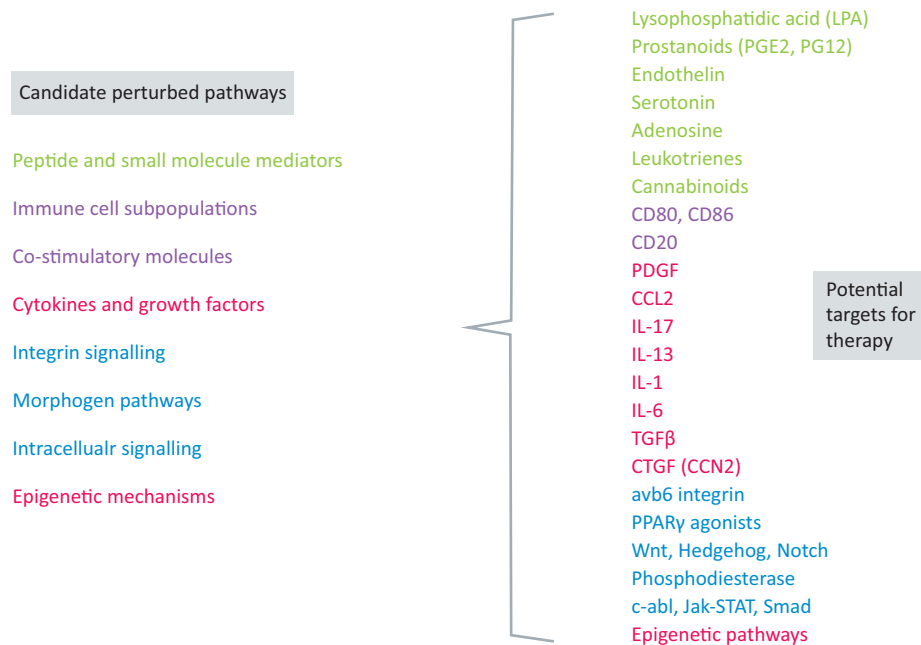 Candidate perturbed pathways
Peptide and small molecule mediators
Immune cell subpopulations
Co-stimulatory molecules
Cytokines and growth factors
Integrin signalling
Morphogen pathways
Intracellualr signalling
Epigenetic mechanisms
Lysophosphatidic acid (LPA)
Prostanoids (PGE2, PG12)
Endothelin
Serotonin
Adenosine
Leukotrienes
Cannabinoids
CD80, CD86
CD20
PDGF
CCL2
IL-17
IL-13
IL-1
IL-6
TGFβ
CTGF (CCN2)
avb6 integrin
PPARγ agonists
Wnt, Hedgehog, Notch
Phosphodiesterase
c-abl, Jak-STAT, Smad
Epigenetic pathways
Potential
targets for
therapy